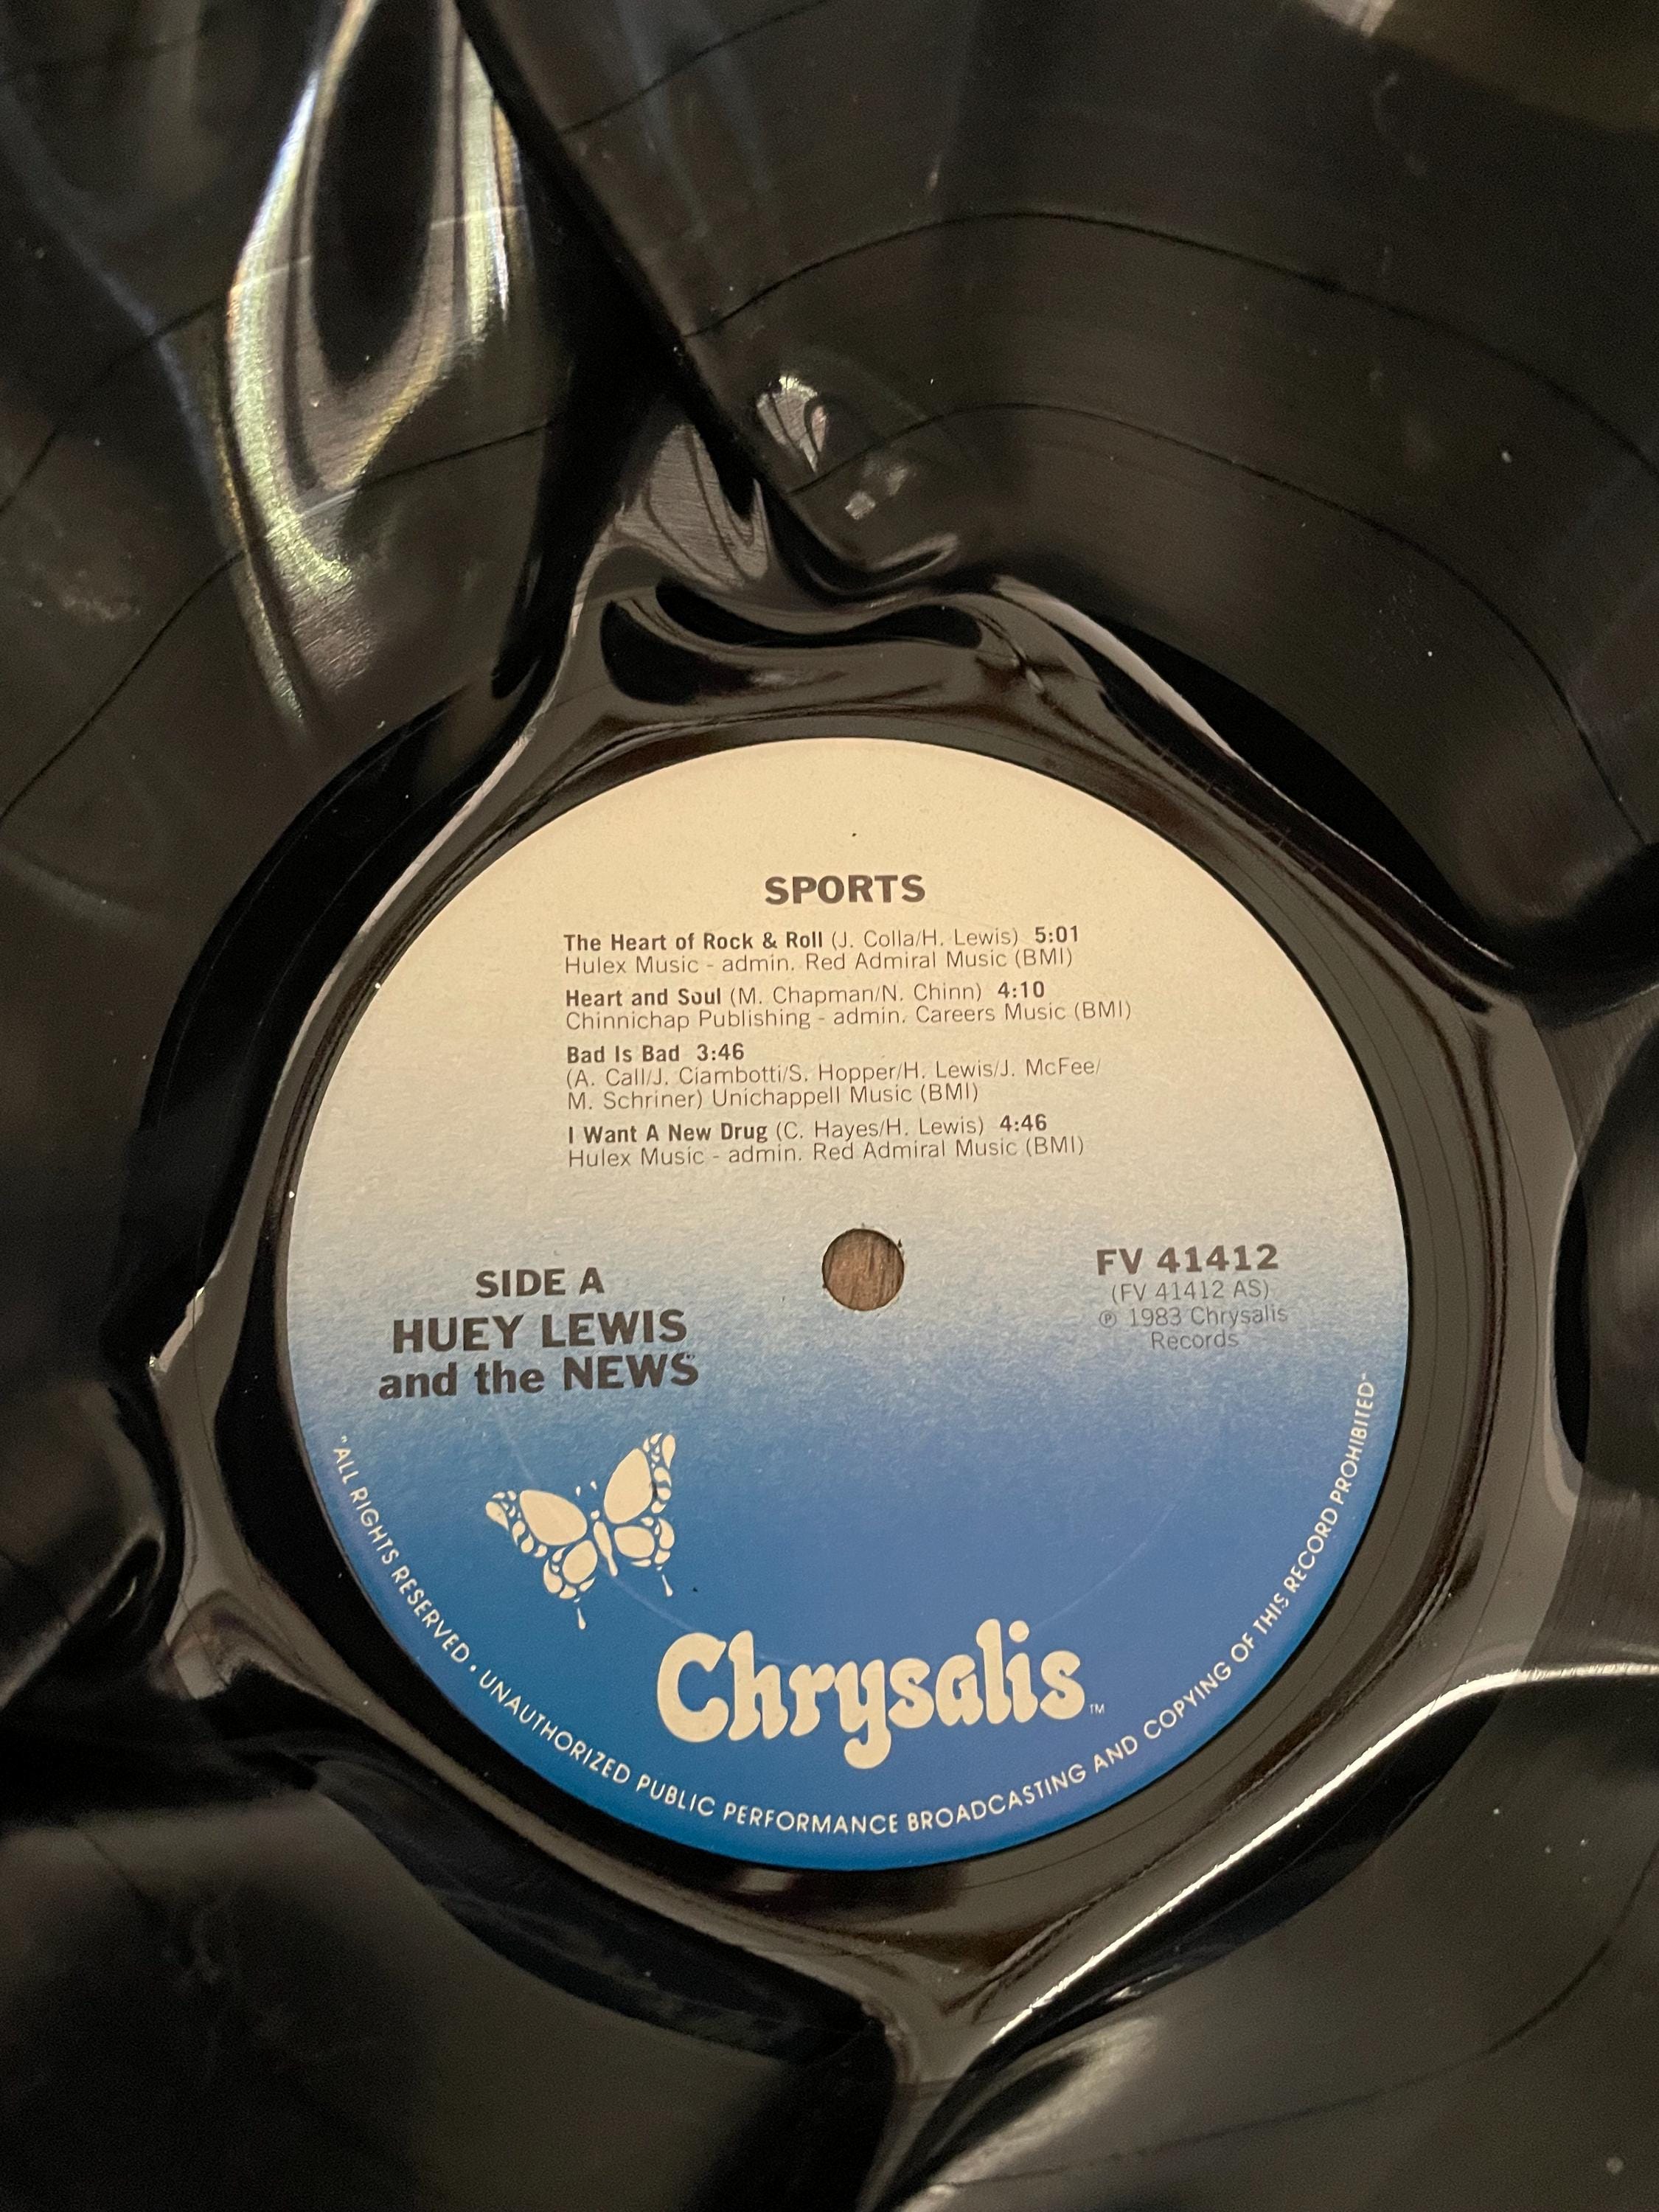 SPORTS
The Heart of Rock & Roll (J. Colla/H. Lewis) 5:01
Hulex Music - admin. Red Admiral Music (BMI)
Heart and Soul (M. Chapman/N. Chinn) 4:10
Chinnichap Publishing - admin. Careers Music (BMI)
Bad Is Bad 3:46
(A. Call/J. Ciambotti/S. Hopper/H. Lewis/J. McFee/
M. Schriner) Unichappell Music (BMI)
I Want A New Drug (C. Hayes/H. Lewis) 4:46
Hulex Music - admin. Red Admiral Music (BMI)
SIDE A
HUEY LEWIS
and the NEWS
FV 41412
(FV 41412 AS)
℗ 1983 Chrysalis
Records
Chrysalis™
"ALL RIGHTS RESERVED • UNAUTHORIZED PUBLIC PERFORMANCE BROADCASTING AND COPYING OF THIS RECORD PROHIBITED"